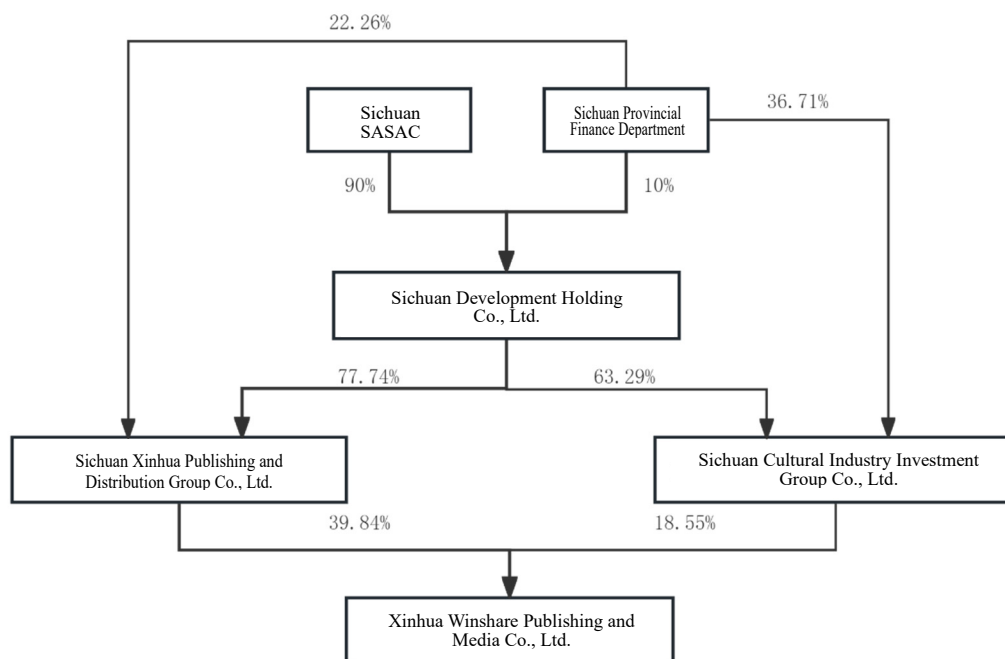 22.26%
Sichuan
SASAC
Sichuan Provincial
Finance Department
36.71%
90%
10%
Sichuan Development Holding
Co., Ltd.
77.74%
63.29%
Sichuan Xinhua Publishing and
Distribution Group Co., Ltd.
Sichuan Cultural Industry Investment
Group Co., Ltd.
39.84%
18.55%
Xinhua Winshare Publishing and
Media Co., Ltd.